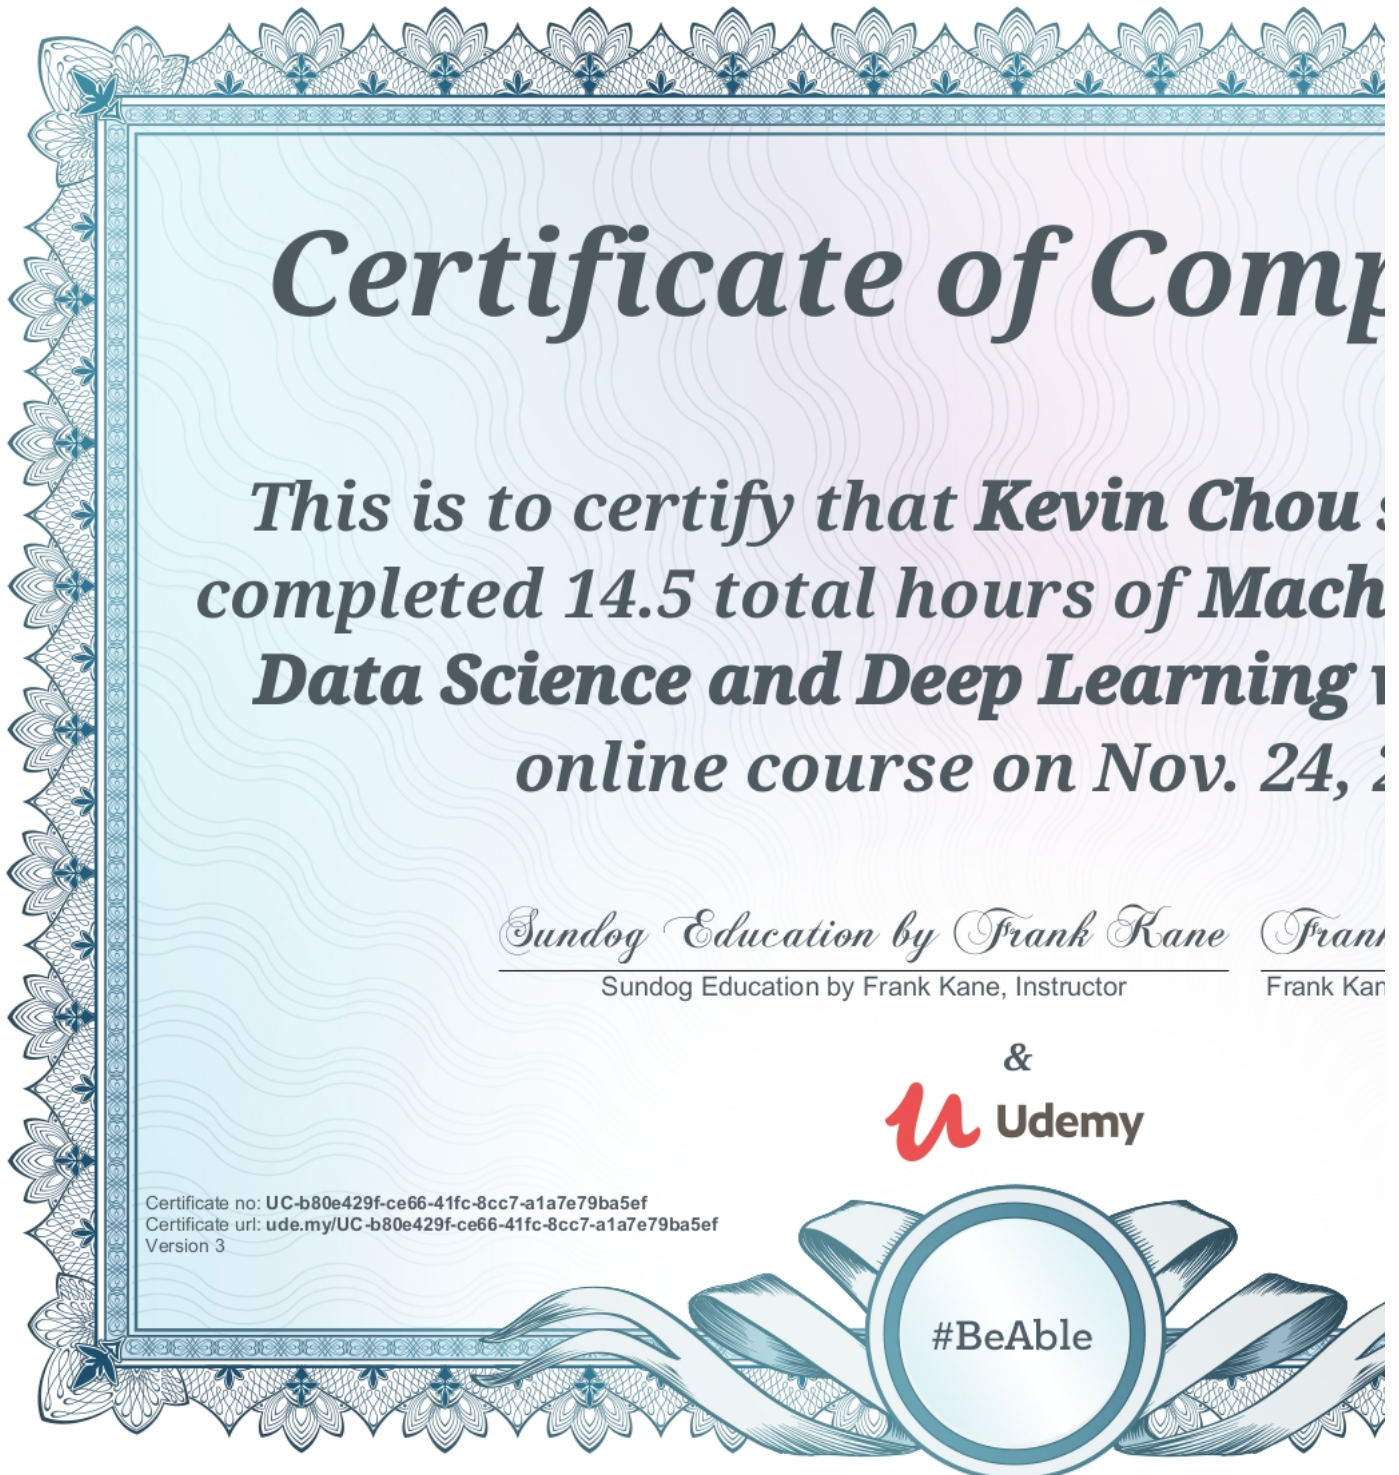 Certificate of Comp
This is to certify that Kevin Chou s
completed 14.5 total hours of Mach
Data Science and Deep Learning
online course on Nov. 24, 2
Sundog Education by Frank Kane Fran
Sundog Education by Frank Kane, Instructor Frank Kan
&
Udemy
Certificate no: UC-b80e429f-ce66-41fc-8cc7-a1a7e79ba5ef
Certificate url: ude.my/UC-b80e429f-ce66-41fc-8cc7-a1a7e79ba5ef
Version 3
#BeAble